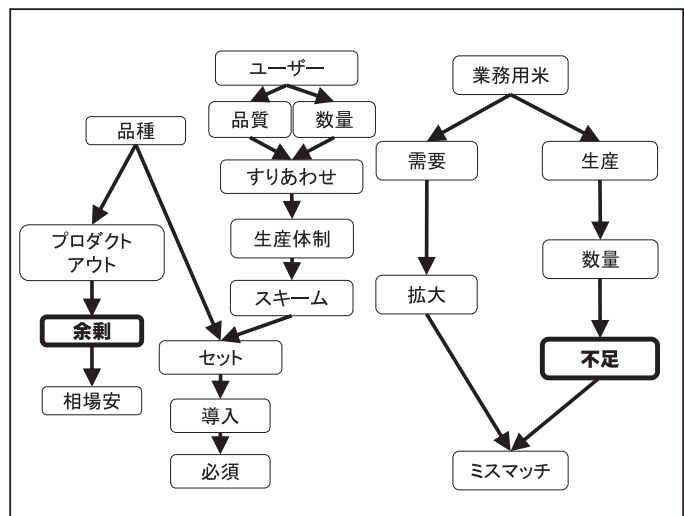 ユーザー
業務用米
品質
数量
品種
需要
生産
すりあわせ
プロダクト
アウト
生産体制
数量
スキーム
拡大
余剰
セット
不足
相場安
導入
必須
ミスマッチ